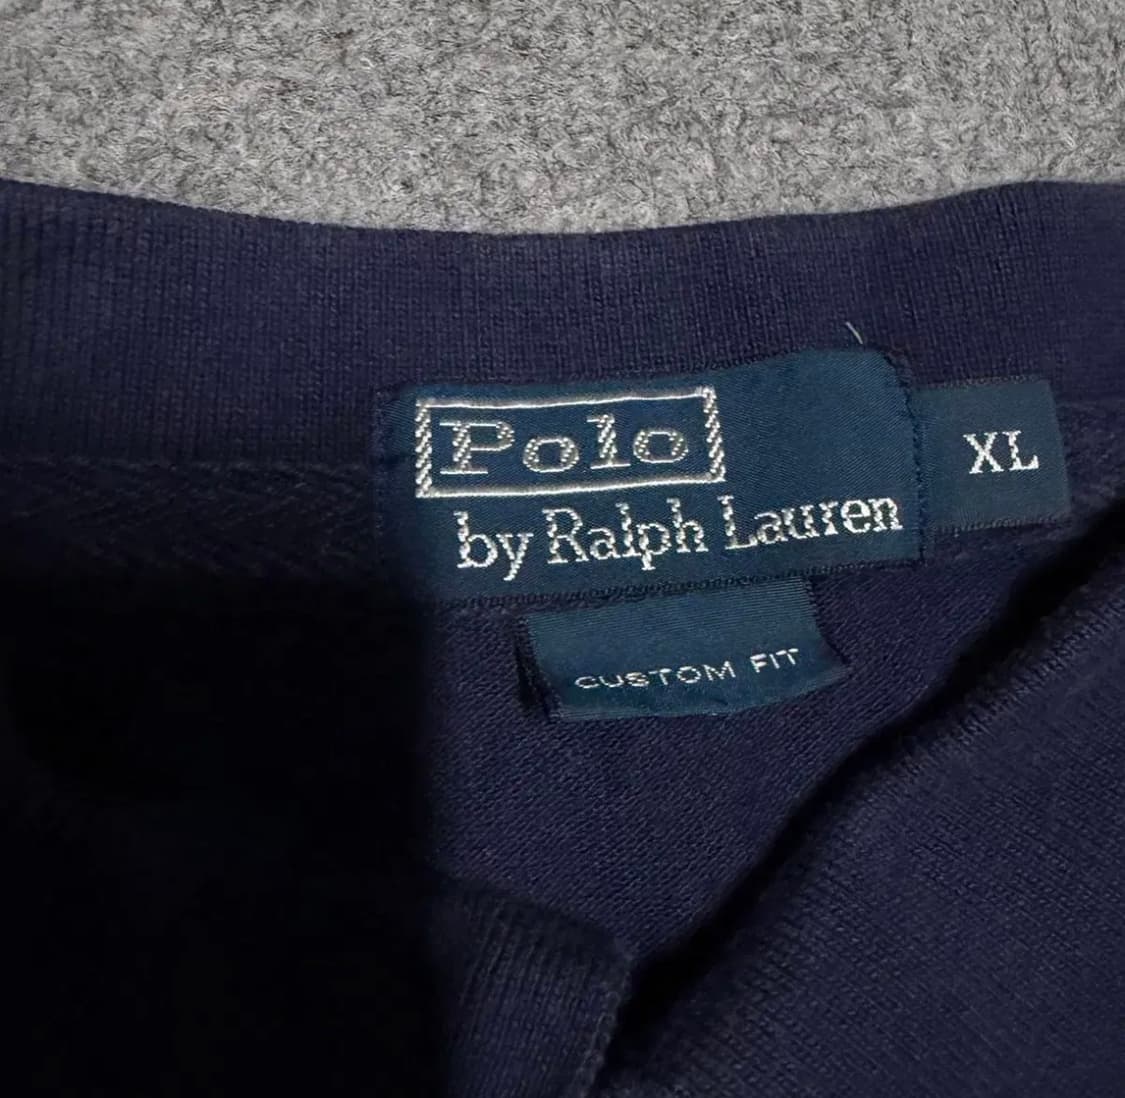 Polo
by Ralph Lauren
XL
CUSTOM FIT